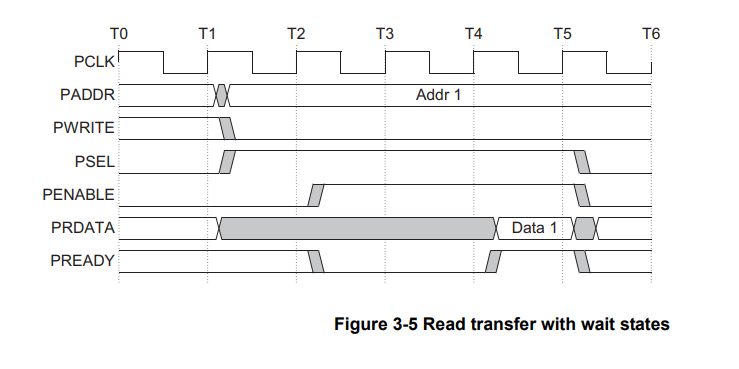 T0 T1 T2 T3 T4 T5 T6
PCLK
PADDR Addr 1
PWRITE
PSEL
PENABLE
PRDATA Data 1
PREADY
Figure 3-5 Read transfer with wait states